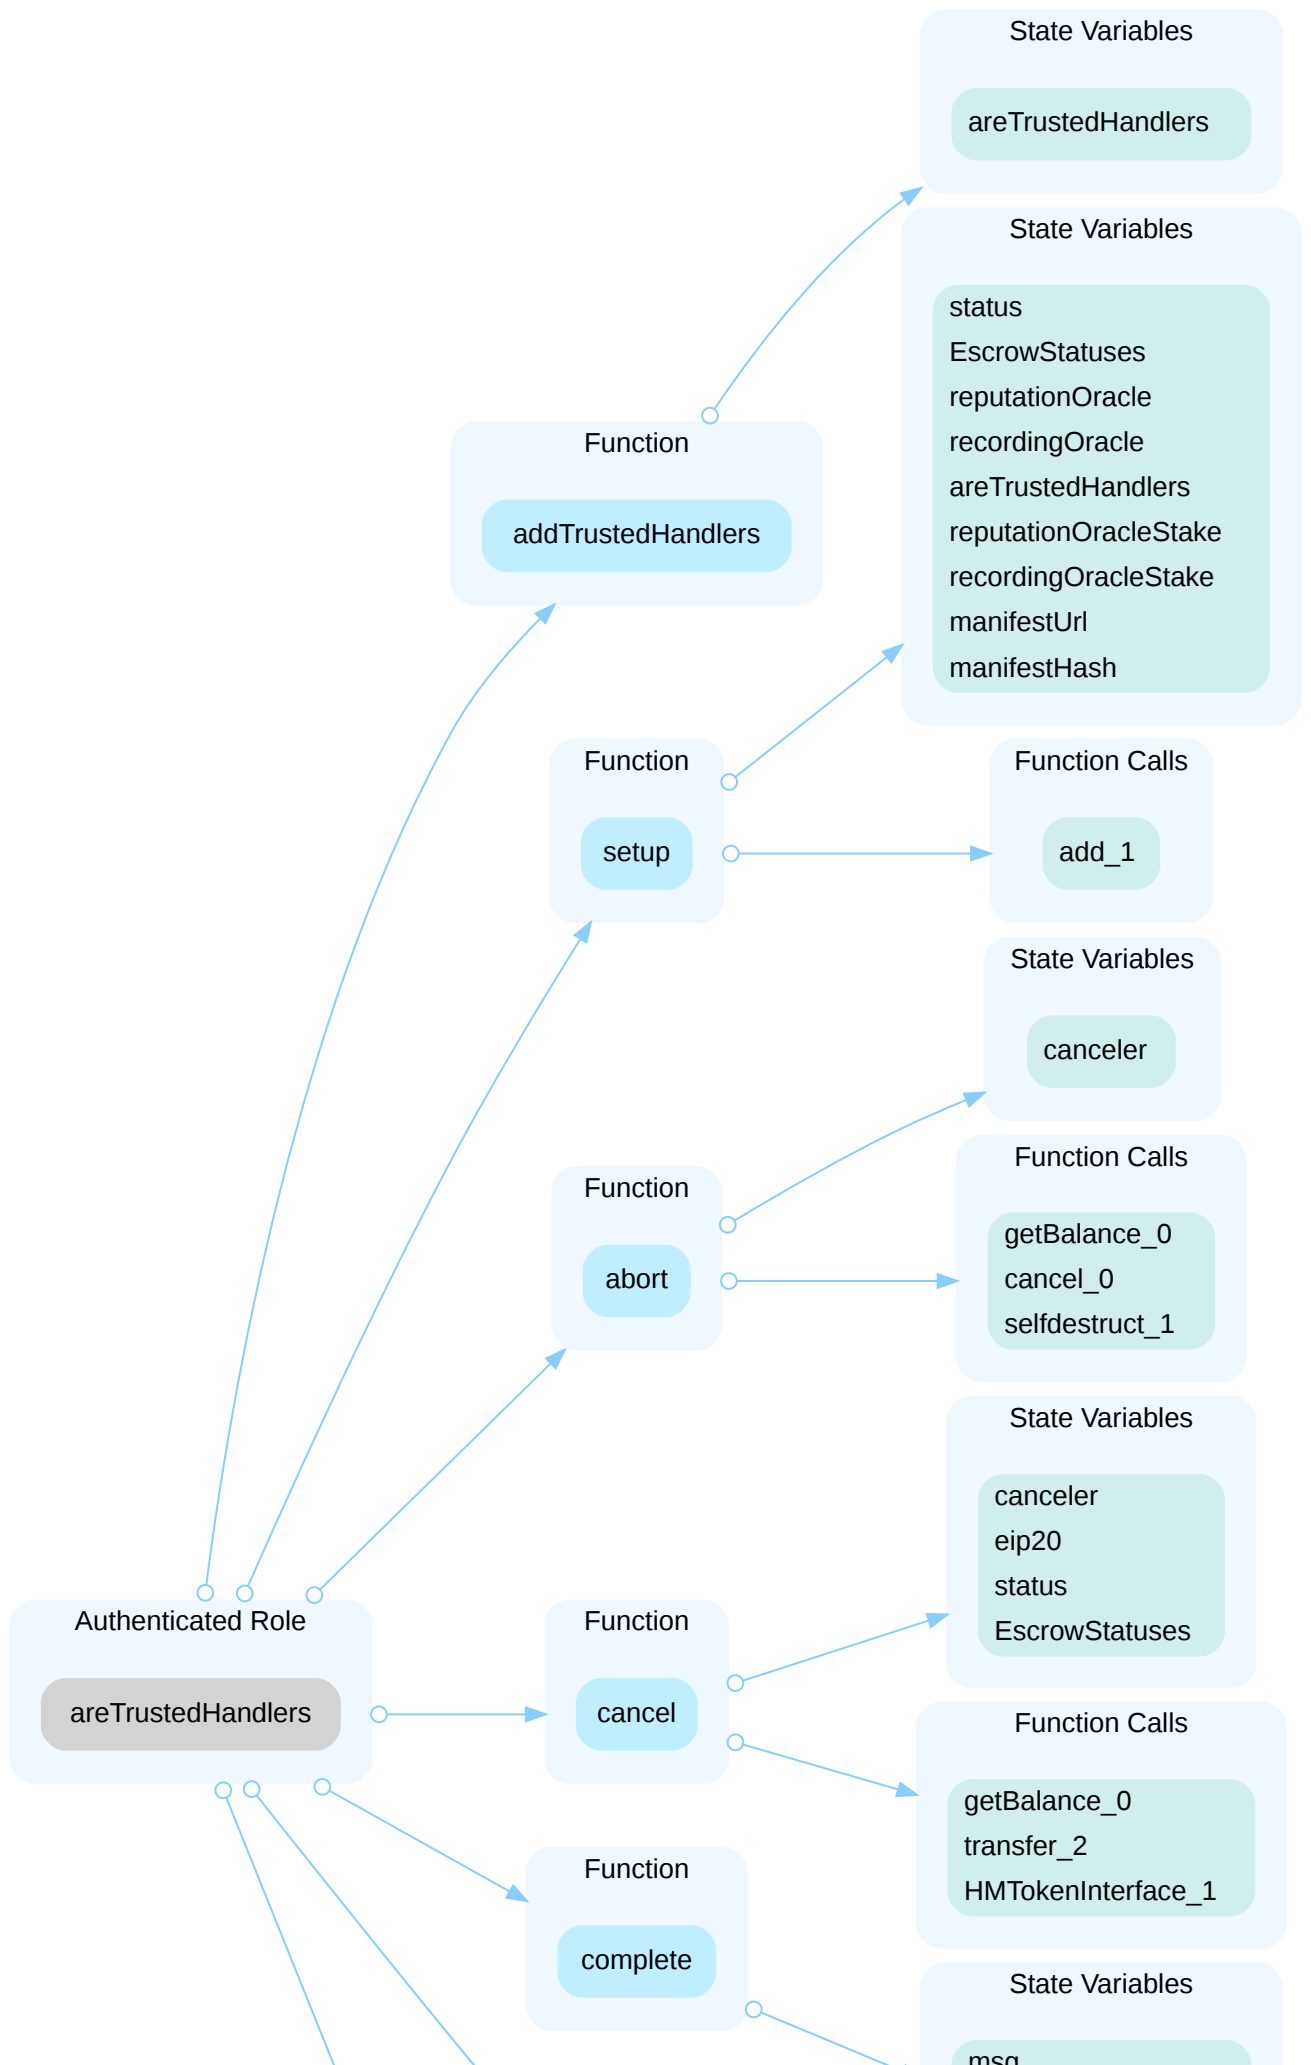 State Variables
areTrustedHandlers
State Variables
status
EscrowStatuses
reputationOracle
recordingOracle
areTrustedHandlers
reputationOracleStake
recordingOracleStake
manifestUrl
manifestHash
Function
addTrustedHandlers
Function
setup
Function Calls
add_1
State Variables
canceler
Function
abort
Function Calls
getBalance_0
cancel_0
selfdestruct_1
State Variables
canceler
eip20
status
EscrowStatuses
Authenticated Role
areTrustedHandlers
Function
cancel
Function Calls
getBalance_0
transfer_2
HMTokenInterface_1
Function
complete
State Variables
msg